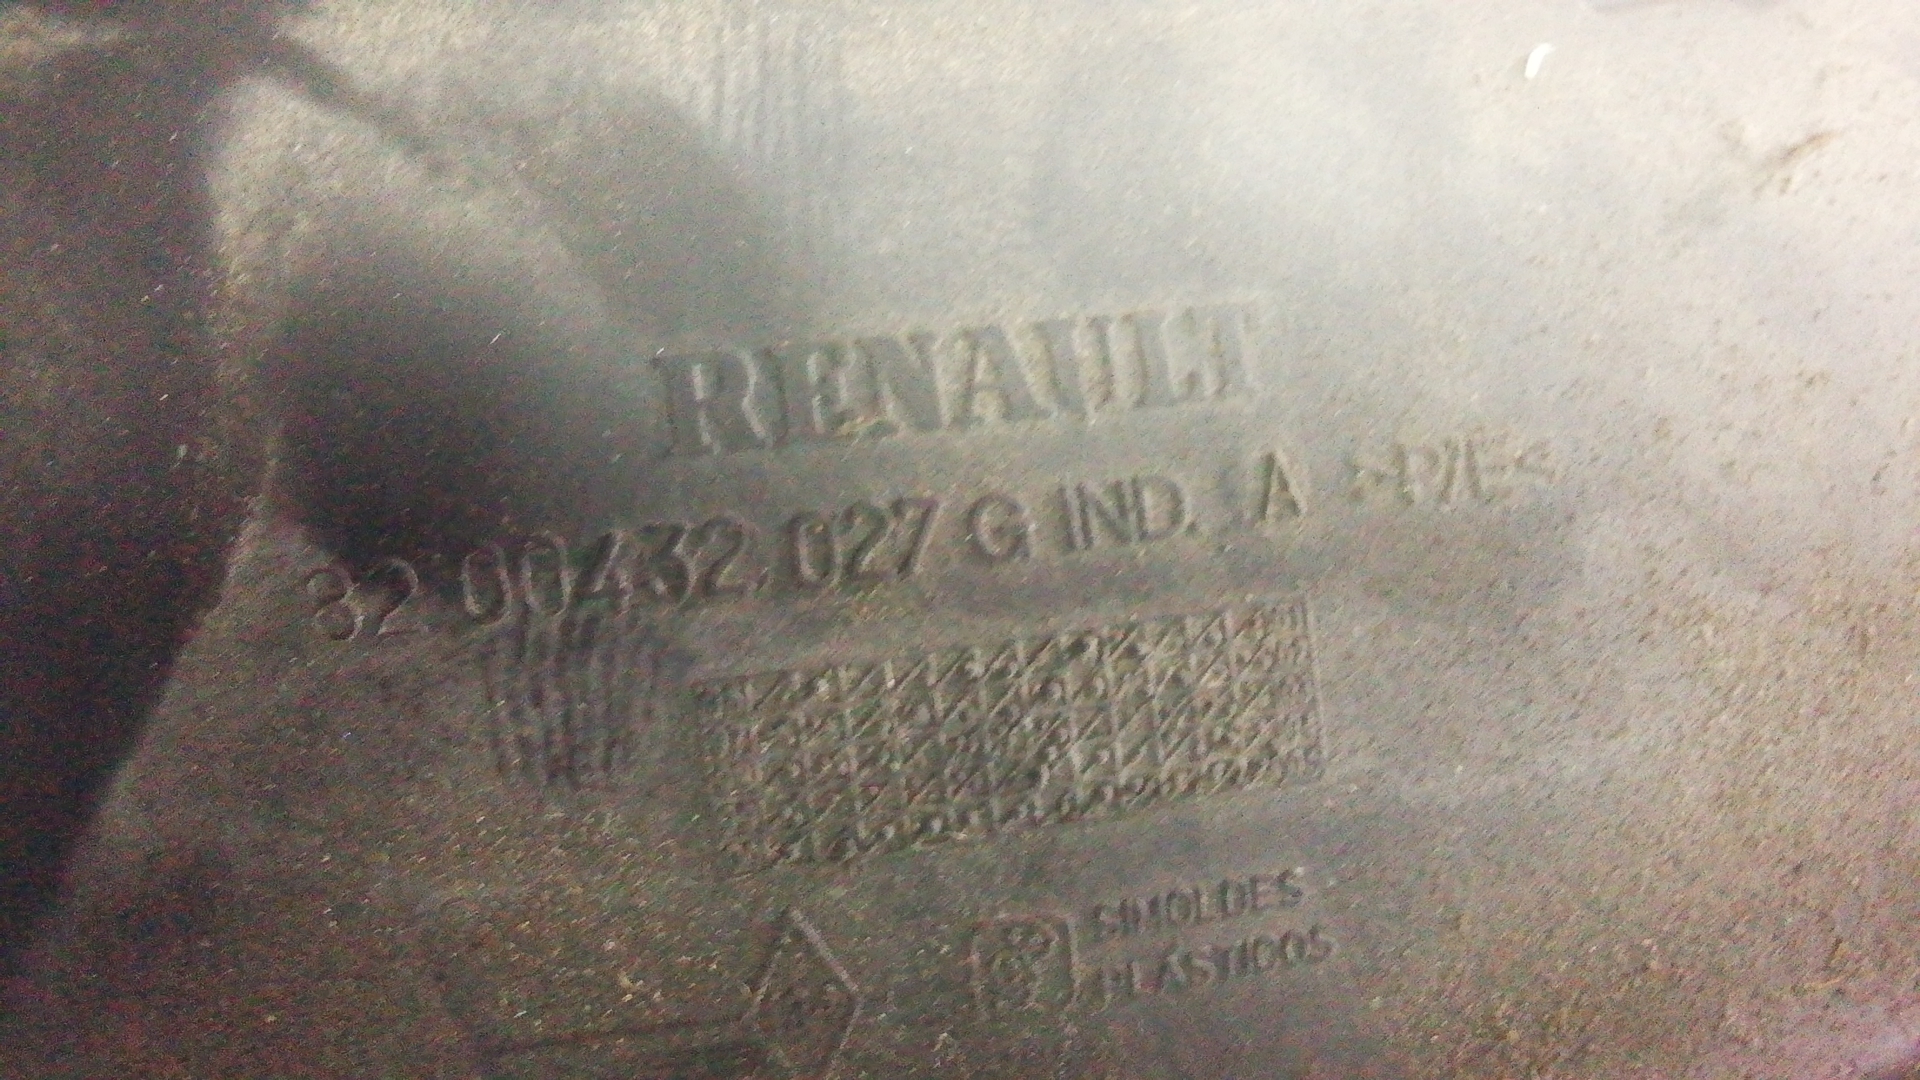 RENAULT
82 00432 027 G IND. A >P/E<
SIMOLDES
PLÁSTICOS